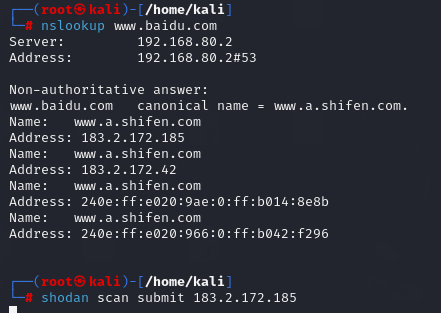 ┌──(root㉿kali)-[/home/kali]
└─# nslookup www.baidu.com
Server:         192.168.80.2
Address:        192.168.80.2#53

Non-authoritative answer:
www.baidu.com   canonical name = www.a.shifen.com.
Name:   www.a.shifen.com
Address: 183.2.172.185
Name:   www.a.shifen.com
Address: 183.2.172.42
Name:   www.a.shifen.com
Address: 240e:ff:e020:9ae:0:ff:b014:8e8b
Name:   www.a.shifen.com
Address: 240e:ff:e020:966:0:ff:b042:f296

┌──(root㉿kali)-[/home/kali]
└─# shodan scan submit 183.2.172.185